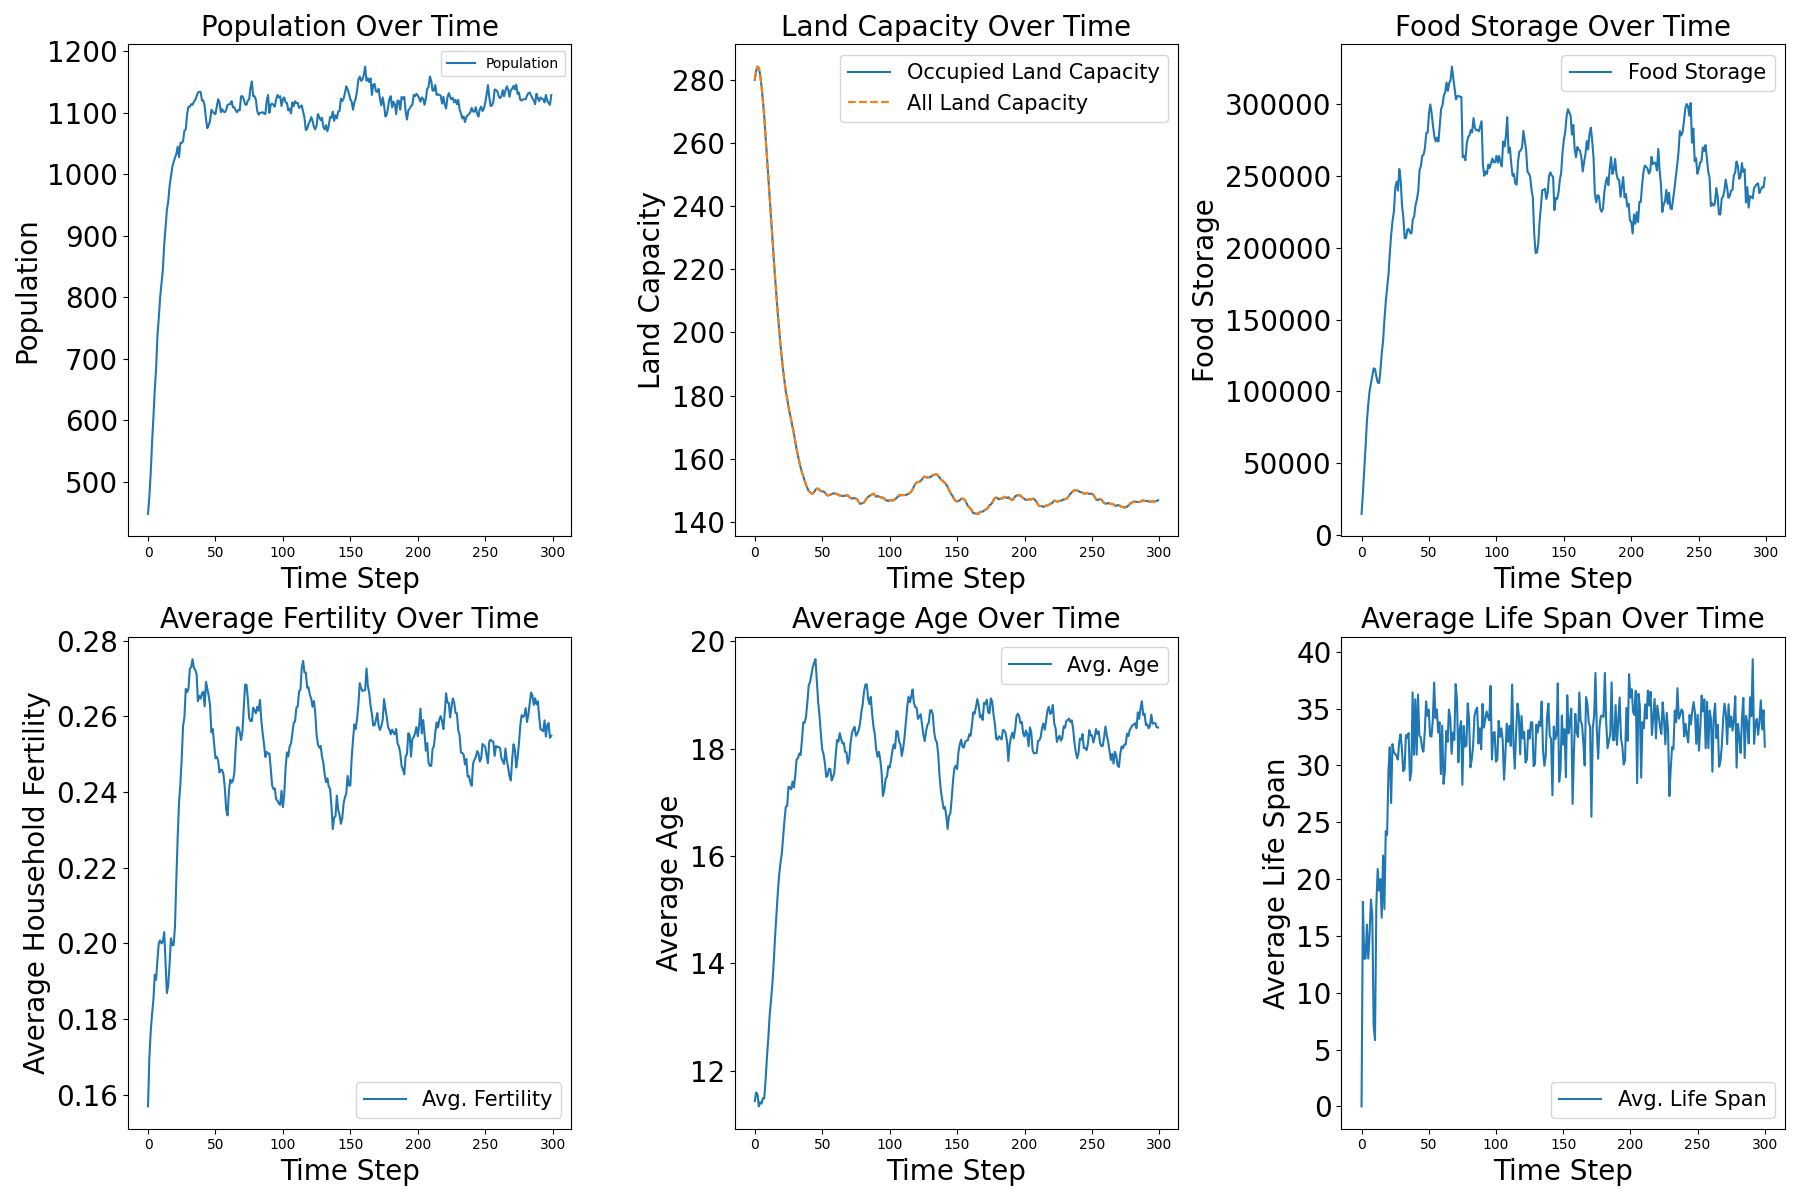 Population Over Time
Population
1200
1100
1000
900
800
700
600
500
Population
0 50 100 150 200 250 300
Time Step
Land Capacity Over Time
Occupied Land Capacity
All Land Capacity
280
260
240
220
200
180
160
140
Land Capacity
0 50 100 150 200 250 300
Time Step
Food Storage Over Time
Food Storage
300000
250000
200000
150000
100000
50000
0
Food Storage
0 50 100 150 200 250 300
Time Step
Average Fertility Over Time
0.28
0.26
0.24
0.22
0.20
0.18
0.16
Average Household Fertility
Avg. Fertility
0 50 100 150 200 250 300
Time Step
Average Age Over Time
Avg. Age
20
18
16
14
12
Average Age
0 50 100 150 200 250 300
Time Step
Average Life Span Over Time
40
35
30
25
20
15
10
5
0
Average Life Span
Avg. Life Span
0 50 100 150 200 250 300
Time Step